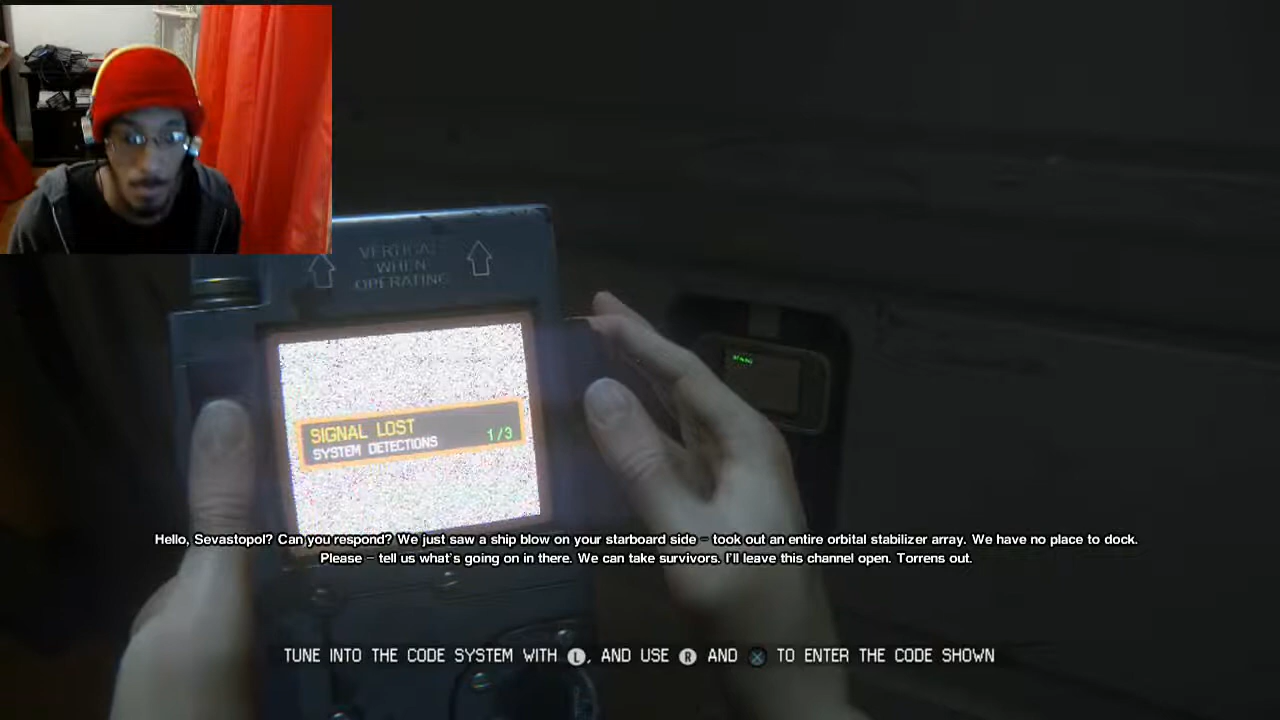 VERTICAL
WHEN
OPERATING
SIGNAL LOST
SYSTEM DETECTIONS 1/3
Hello, Sevastopol? Can you respond? We just saw a ship blow on your starboard side – took out an entire orbital stabilizer array. We have no place to dock.
Please – tell us what's going on in there. We can take survivors. I'll leave this channel open. Torrens out.
TUNE INTO THE CODE SYSTEM WITH L, AND USE R AND X TO ENTER THE CODE SHOWN